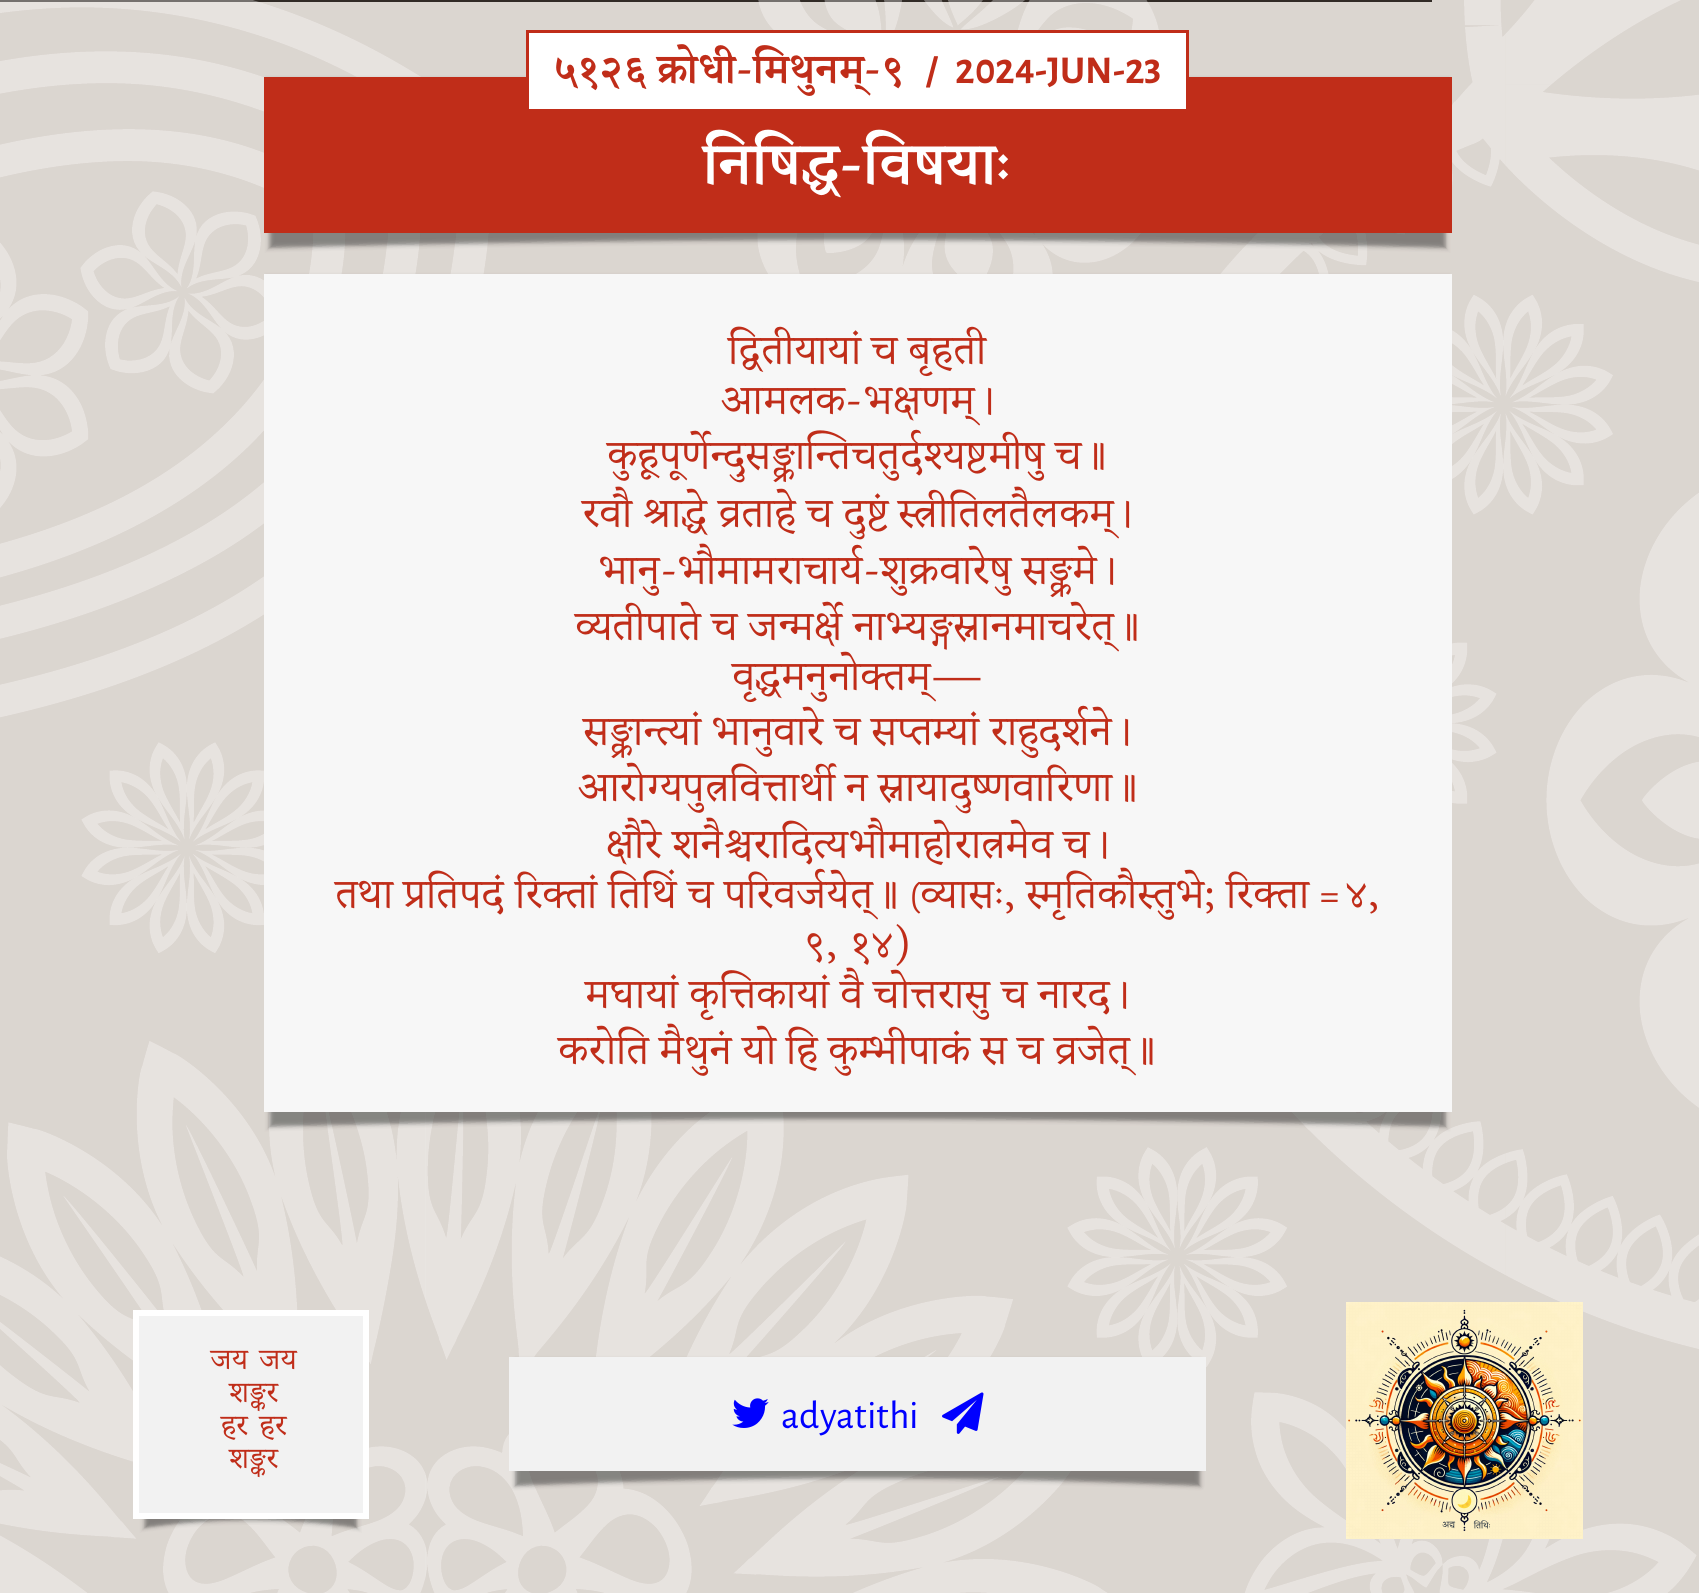 ५१२६ क्रोधी-मिथुनम्-९ / 2024-JUN-23
निषिद्ध-विषयाः
द्वितीयायां च बृहती
आमलक-भक्षणम्।
कुहूपूर्णेन्दुसङ्क्रान्तिचतुर्दश्यष्टमीषु च॥
रवौ श्राद्धे व्रताहे च दुष्टं स्त्रीतिलतैलकम्।
भानु-भौमामराचार्य-शुक्रवारेषु सङ्क्रमे।
व्यतीपाते च जन्मर्क्षे नाभ्यङ्गस्नानमाचरेत्॥
वृद्धमनुनोक्तम्—
सङ्क्रान्त्यां भानुवारे च सप्तम्यां राहुदर्शने।
आरोग्यपुत्रवित्तार्थी न स्नायादुष्णवारिणा॥
क्षौरे शनैश्चरादित्यभौमाहोरात्रमेव च।
तथा प्रतिपदं रिक्तां तिथिं च परिवर्जयेत्॥ (व्यासः, स्मृतिकौस्तुभे; रिक्ता = ४,
९, १४)
मघायां कृत्तिकायां वै चोत्तरासु च नारद।
करोति मैथुनं यो हि कुम्भीपाकं स च व्रजेत्॥
जय जय
शङ्कर
हर हर
शङ्कर
adyatithi
अद्य तिथिः